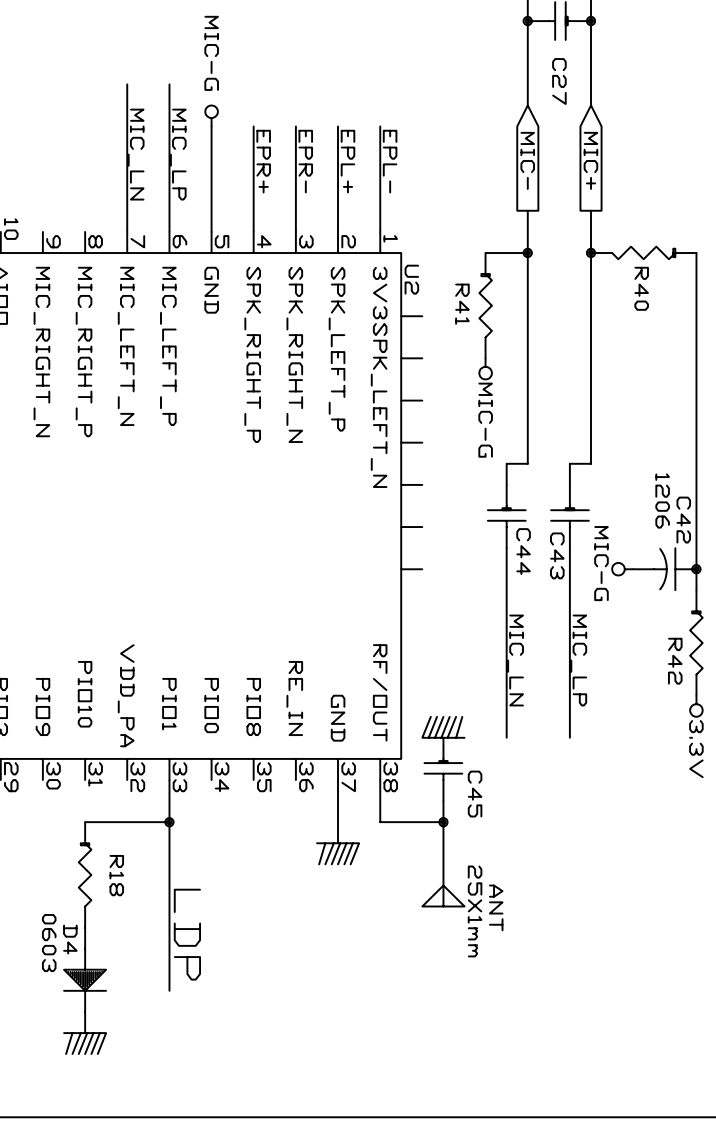 C27
MIC-
MIC+
R40
R41
MIC-G
C42
1206
MIC-G
R42
3.3V
C44
C43
MIC_LN
MIC_LP
MIC-G
MIC_LN
MIC_LP
EPR+
EPR-
EPL+
EPL-
U2
1
3V3SPK_LEFT_N
2
SPK_LEFT_P
3
SPK_RIGHT_N
4
SPK_RIGHT_P
5
GND
6
MIC_LEFT_P
7
MIC_LEFT_N
8
MIC_RIGHT_P
9
MIC_RIGHT_N
10
RF/OUT
38
GND
37
RE_IN
36
PIO8
35
PIO0
34
PIO1
33
VDD_PA
32
PIO10
31
PIO9
30
29
C45
ANT
25X1mm
LDP
R18
D4
0603